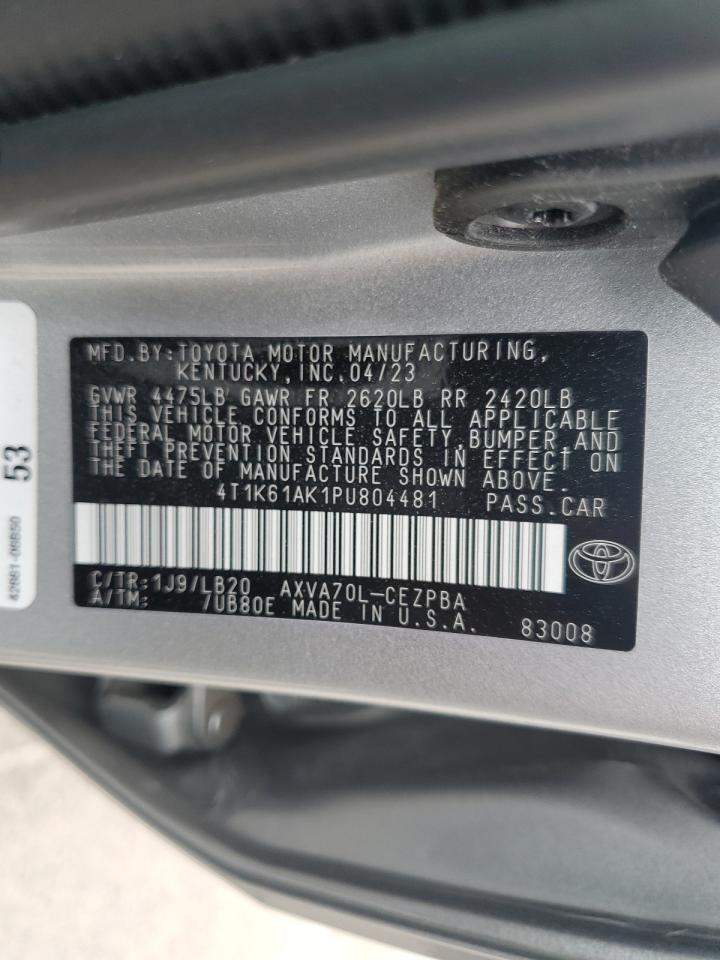 MFD.BY:TOYOTA MOTOR MANUFACTURING,
KENTUCKY,INC.04/23
GVWR 4475LB GAWR FR 2620LB RR 2420LB
THIS VEHICLE CONFORMS TO ALL APPLICABLE
FEDERAL MOTOR VEHICLE SAFETY,BUMPER AND
THEFT PREVENTION STANDARDS IN EFFECT ON
THE DATE OF MANUFACTURE SHOWN ABOVE.
4T1K61AK1PU804481 PASS.CAR
C/TR:1J9/LB20 AXVA70L-CEZPBA
A/TM: 7UB80E MADE IN U.S.A. 83008
53
42661-06B50